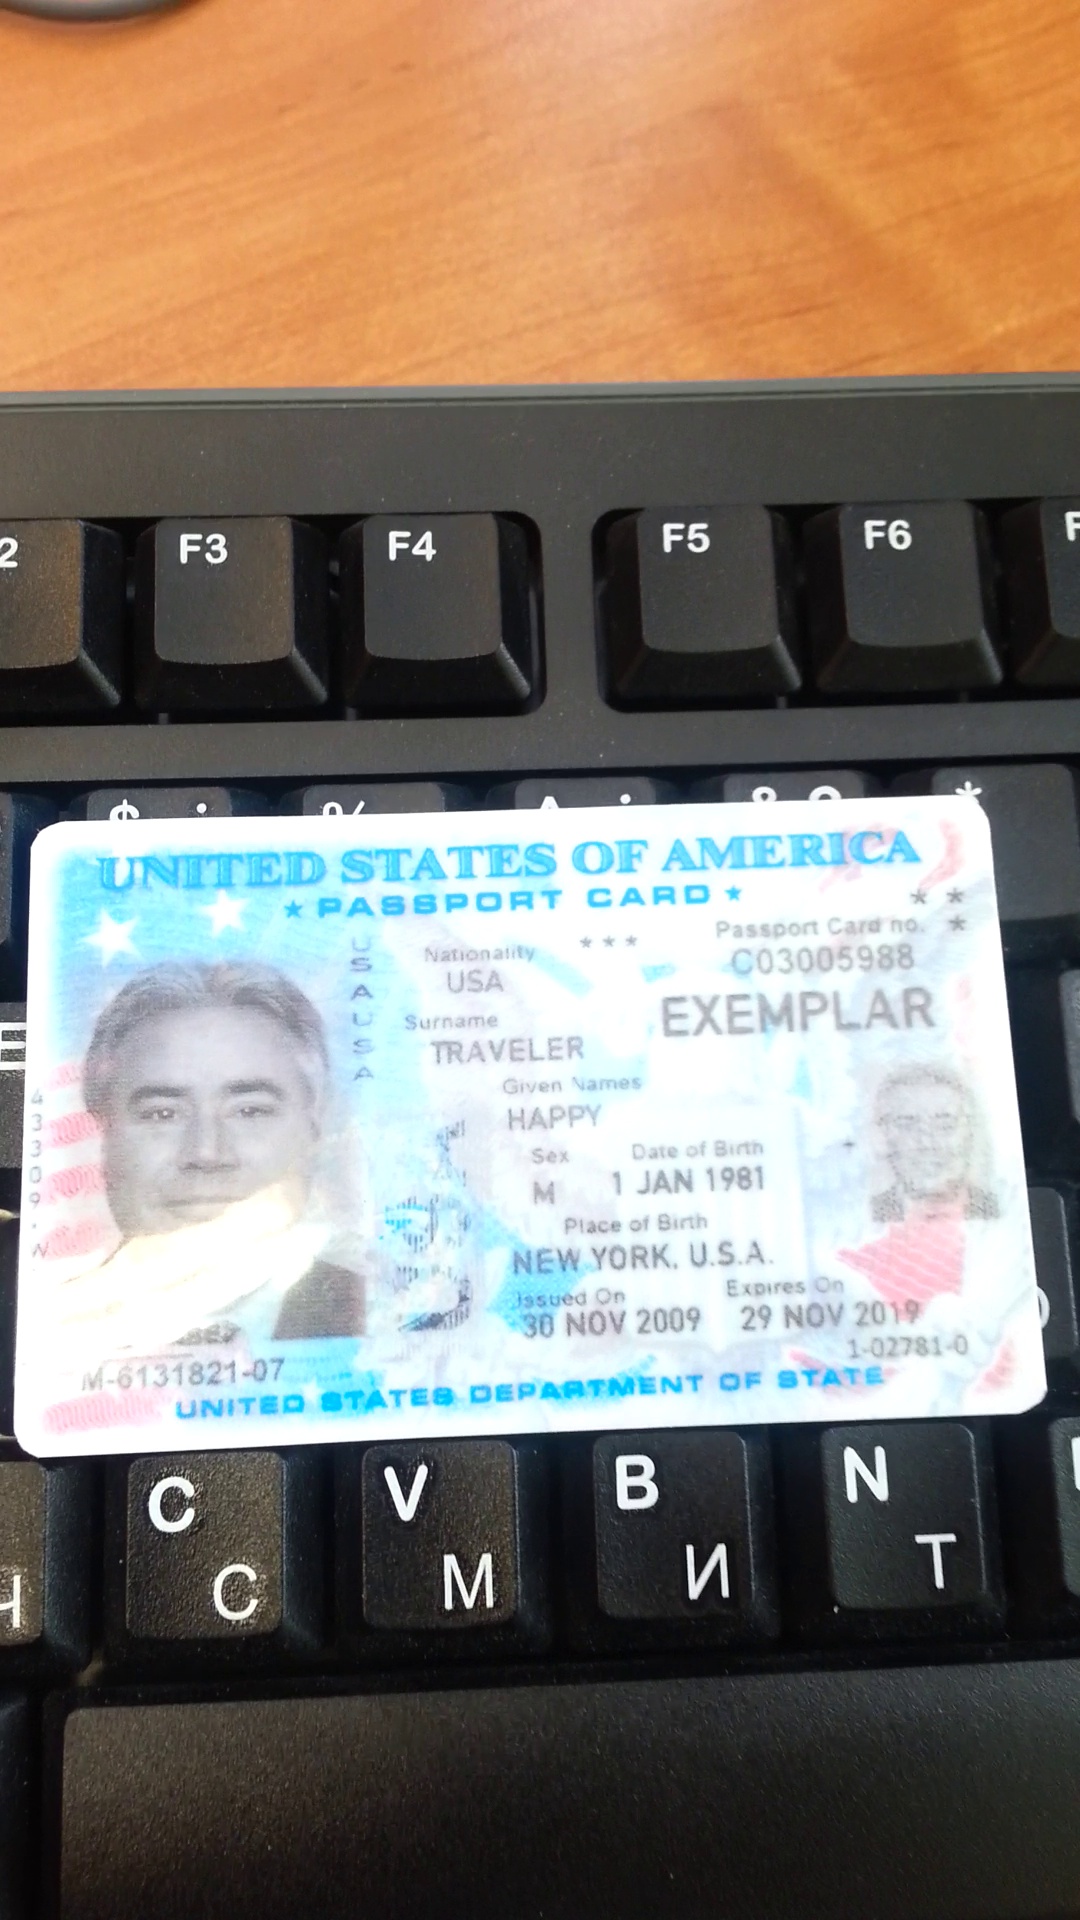 2 F3 F4 F5 F6 F
$ ; % ^ : & ? *
E
UNITED STATES OF AMERICA
★ PASSPORT CARD ★
* *
*
Passport Card no.
C03005988
Nationality
* * *
USA
EXEMPLAR
USAUSA
Surname
TRAVELER
Given Names
HAPPY
Sex Date of Birth
M 1 JAN 1981
Place of Birth
NEW YORK, U.S.A.
Issued On Expires On
30 NOV 2009 29 NOV 2019
1-02781-0
M-6131821-07
UNITED STATES DEPARTMENT OF STATE
C V B N
С М И Т